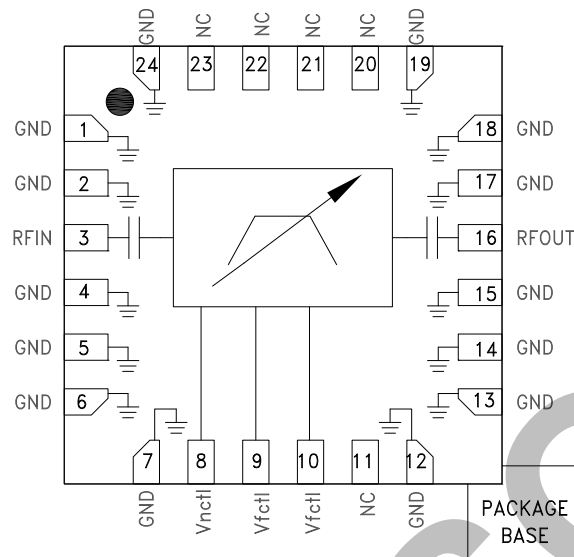 GND NC NC NC NC GND
24 23 22 21 20 19
GND 1 18 GND
GND 2 17 GND
RFIN 3 16 RFOUT
GND 4 15 GND
GND 5 14 GND
GND 6 13 GND
7 8 9 10 11 12
GND Vnctl Vfctl Vfctl NC GND
PACKAGE
BASE